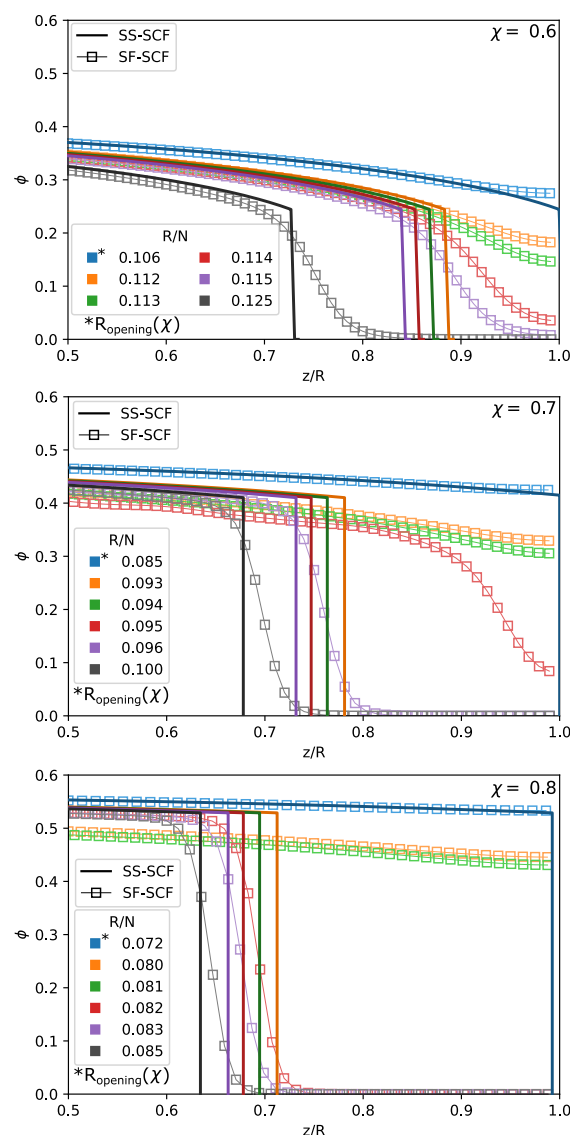 0.6
χ = 0.6
SS-SCF
SF-SCF
0.5
0.4
ϕ
0.3
0.2
R/N
* 0.106
0.114
0.112
0.115
0.1
0.113
0.125
*R_opening(χ)
0.0
0.5 0.6 0.7 0.8 0.9 1.0
z/R
0.6
χ = 0.7
SS-SCF
SF-SCF
0.5
0.4
ϕ
0.3
R/N
* 0.085
0.093
0.2
0.094
0.095
0.1
0.096
0.100
*R_opening(χ)
0.0
0.5 0.6 0.7 0.8 0.9 1.0
z/R
0.6
χ = 0.8
0.5
0.4
SS-SCF
SF-SCF
ϕ
0.3
R/N
* 0.072
0.080
0.2
0.081
0.082
0.1
0.083
0.085
*R_opening(χ)
0.0
0.5 0.6 0.7 0.8 0.9 1.0
z/R